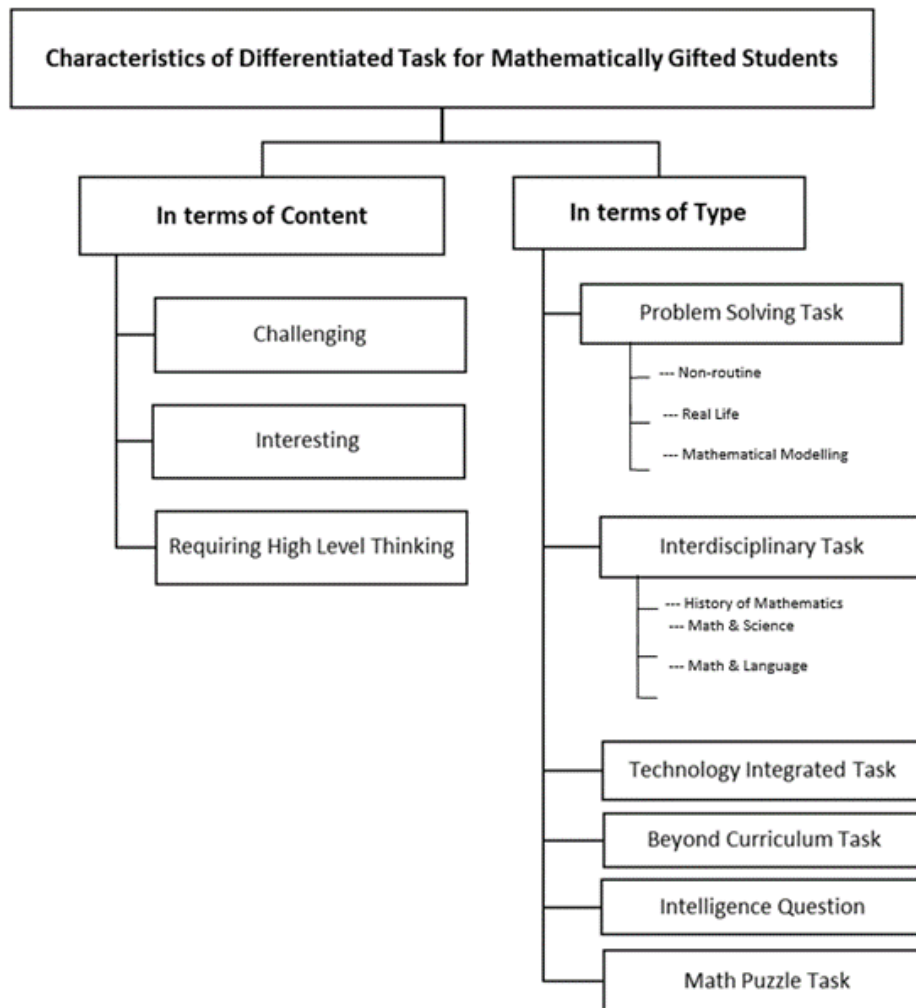 Characteristics of Differentiated Task for Mathematically Gifted Students
In terms of Content
Challenging
Interesting
Requiring High Level Thinking
In terms of Type
Problem Solving Task
--- Non-routine
--- Real Life
--- Mathematical Modelling
Interdisciplinary Task
--- History of Mathematics
--- Math & Science
--- Math & Language
Technology Integrated Task
Beyond Curriculum Task
Intelligence Question
Math Puzzle Task